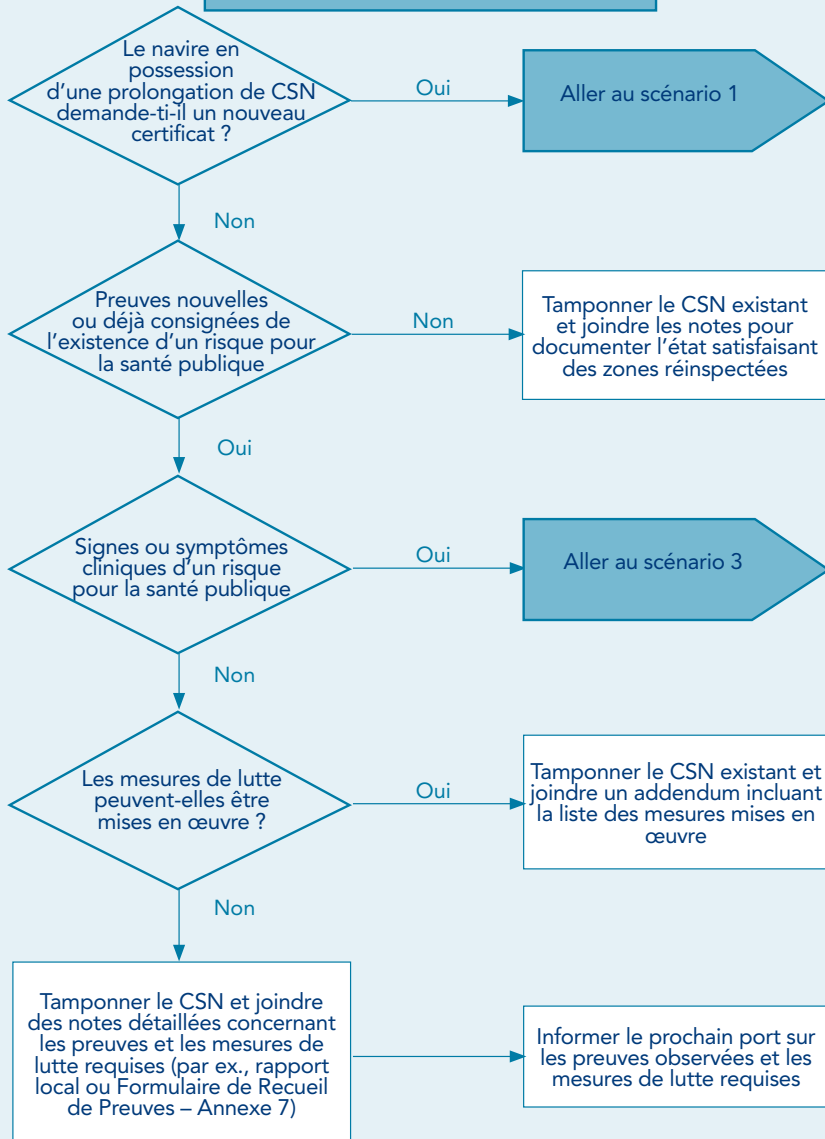 Le navire en
possession
d'une prolongation de CSN
demande-ti-il un nouveau
certificat ?
Oui
Aller au scénario 1
Non
Preuves nouvelles
ou déjà consignées de
l'existence d'un risque pour
la santé publique
Non
Tamponner le CSN existant
et joindre les notes pour
documenter l'état satisfaisant
des zones réinspectées
Oui
Signes ou symptômes
cliniques d'un risque
pour la santé publique
Oui
Aller au scénario 3
Non
Les mesures de lutte
peuvent-elles être
mises en œuvre ?
Oui
Tamponner le CSN existant et
joindre un addendum incluant
la liste des mesures mises en
œuvre
Non
Tamponner le CSN et joindre
des notes détaillées concernant
les preuves et les mesures de
lutte requises (par ex., rapport
local ou Formulaire de Recueil
de Preuves – Annexe 7)
Informer le prochain port sur
les preuves observées et les
mesures de lutte requises